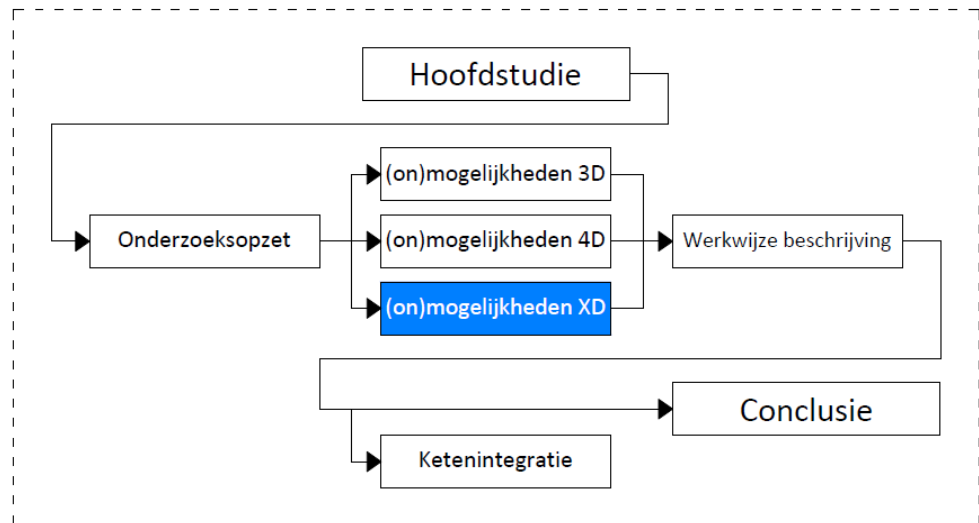 Hoofdstudie
(on)mogelijkheden 3D
Onderzoeksopzet
(on)mogelijkheden 4D
Werkwijze beschrijving
(on)mogelijkheden XD
Conclusie
Ketenintegratie